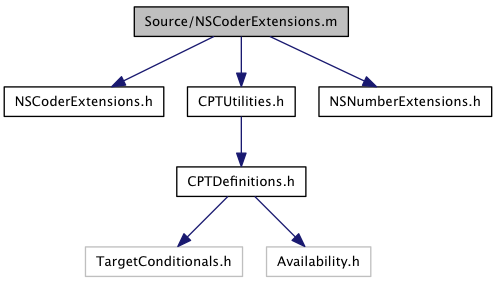 Source/NSCoderExtensions.m
NSCoderExtensions.h
CPTUtilities.h
NSNumberExtensions.h
CPTDefinitions.h
TargetConditionals.h
Availability.h